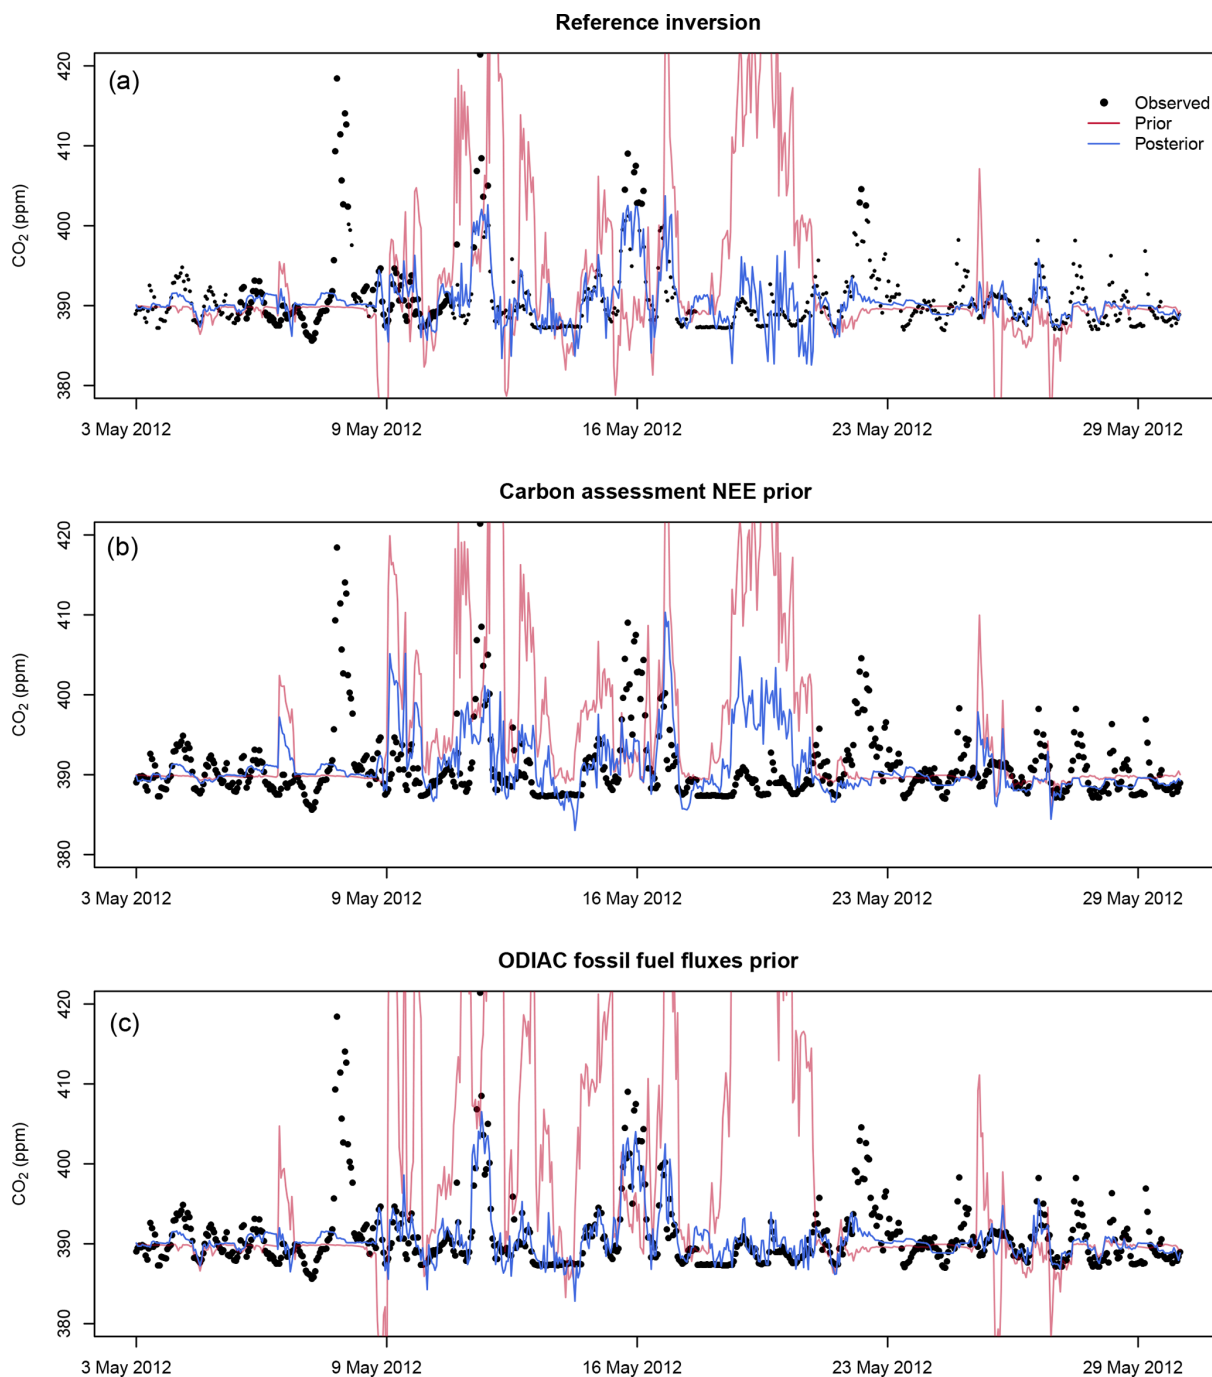 Reference inversion
(a)
Observed
Prior
Posterior
CO2 (ppm)
420
410
400
390
380
3 May 2012 9 May 2012 16 May 2012 23 May 2012 29 May 2012
Carbon assessment NEE prior
(b)
CO2 (ppm)
420
410
400
390
380
3 May 2012 9 May 2012 16 May 2012 23 May 2012 29 May 2012
ODIAC fossil fuel fluxes prior
(c)
CO2 (ppm)
420
410
400
390
380
3 May 2012 9 May 2012 16 May 2012 23 May 2012 29 May 2012